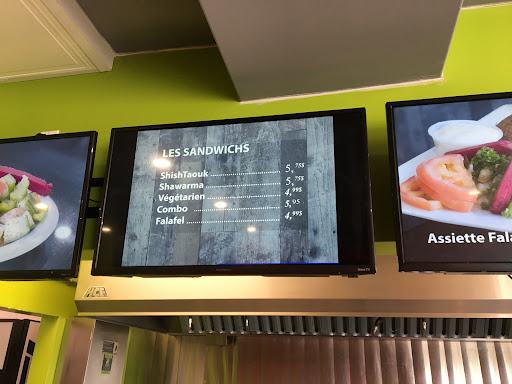 LES SANDWICHS
ShishTaouk ........................ 5,75$
Shawarma ........................ 5,75$
Végétarien ........................ 4,99$
Combo ........................ 5,95
Falafel ........................ 4,99$
Assiette Fala
ACE